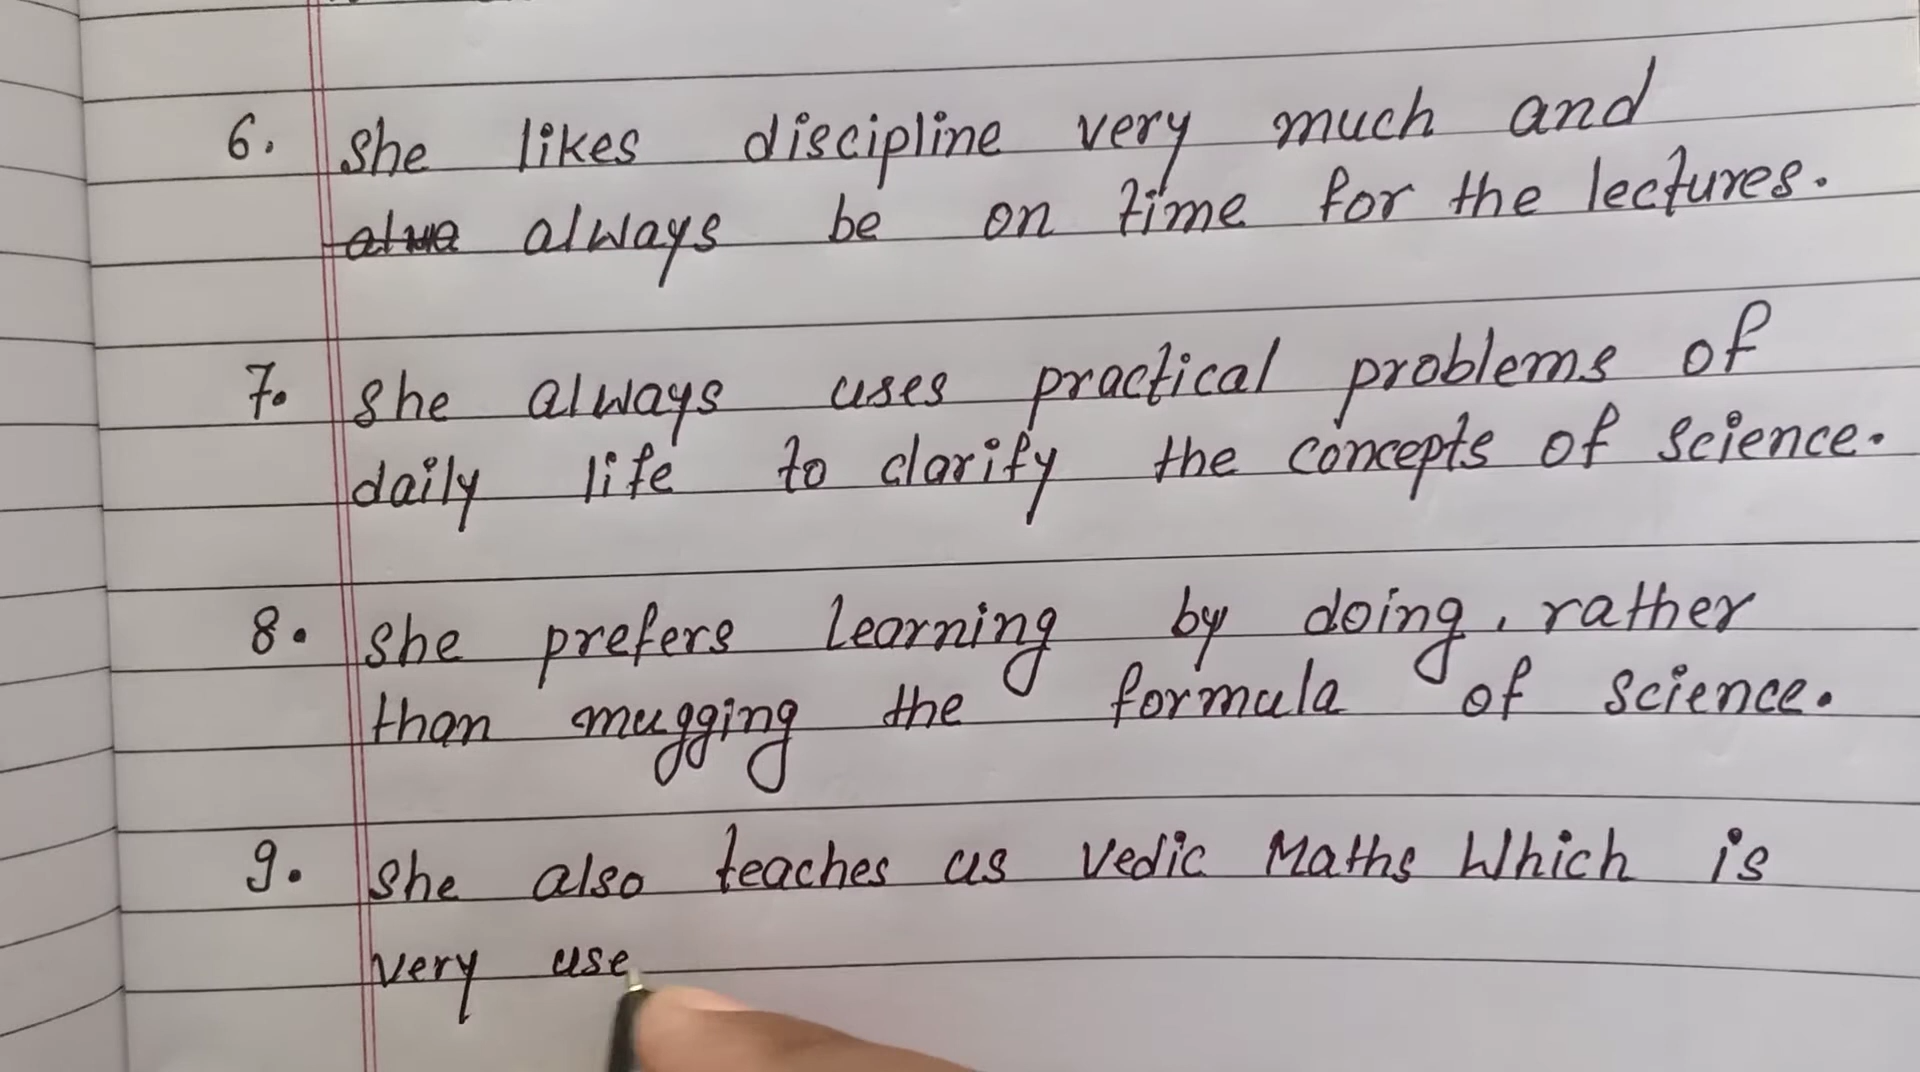 6. She likes discipline very much and
always be on time for the lectures.
7. She always uses practical problems of
daily life to clarify the concepts of science.
8. She prefers learning by doing, rather
than mugging the formula of science.
9. She also teaches us Vedic Maths Which is
very use